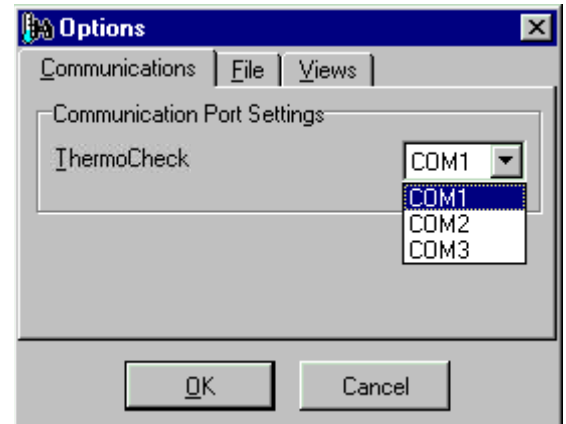 Options
Communications File Views
Communication Port Settings
ThermoCheck COM1
COM1
COM2
COM3
OK Cancel